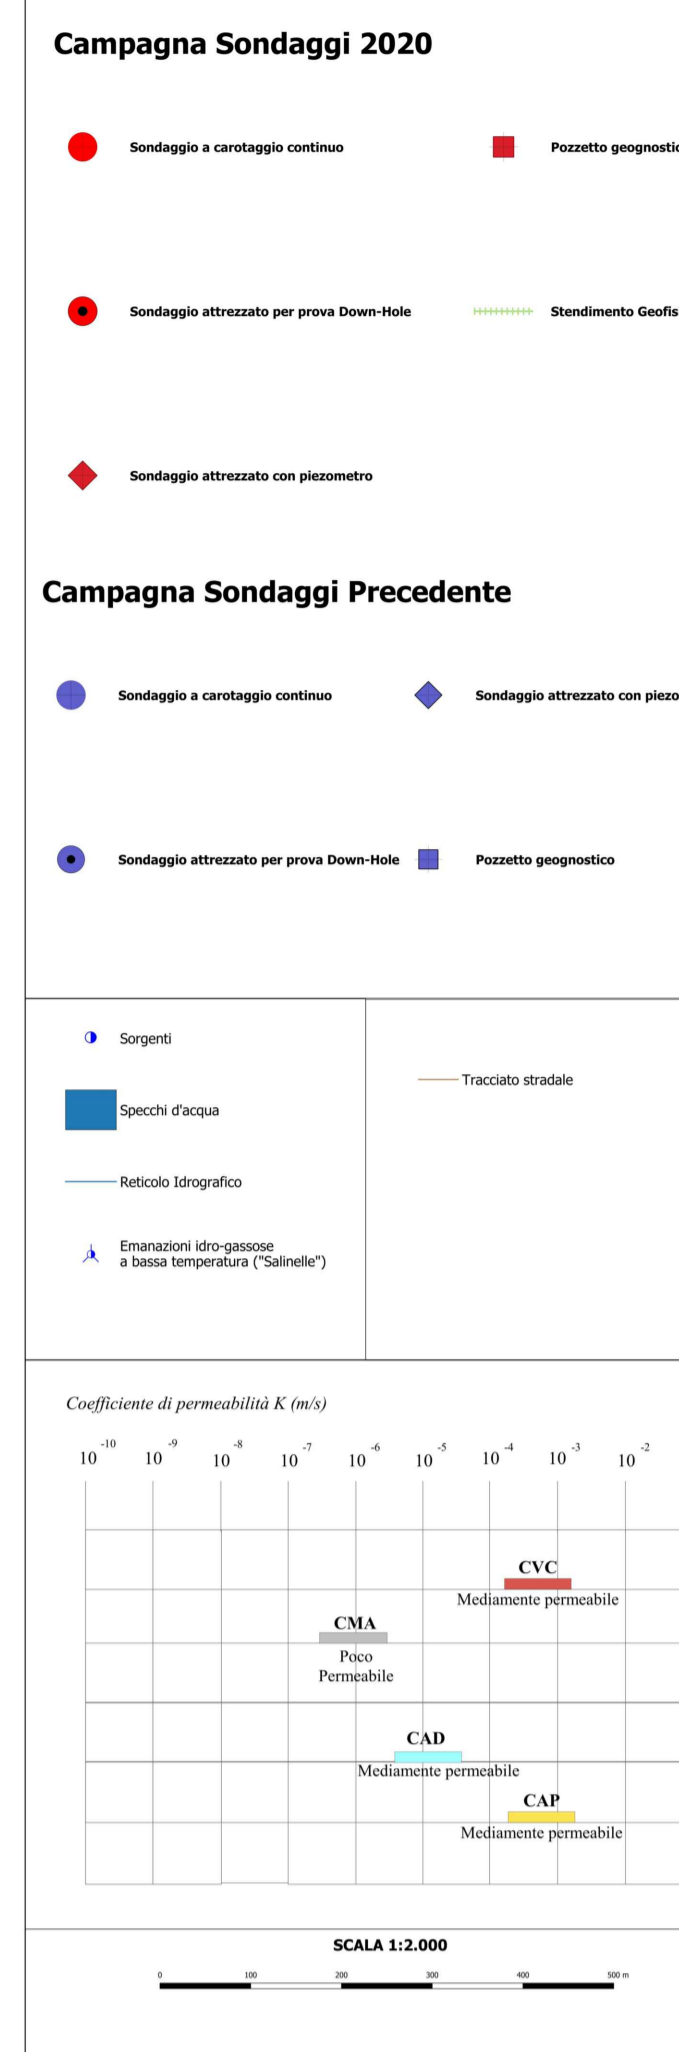 Campagna Sondaggi 2020
Sondaggio a carotaggio continuo
Pozzetto geognostic
Sondaggio attrezzato per prova Down-Hole
Stendimento Geofis
Sondaggio attrezzato con piezometro
Campagna Sondaggi Precedente
Sondaggio a carotaggio continuo
Sondaggio attrezzato con piezo
Sondaggio attrezzato per prova Down-Hole
Pozzetto geognostico
Sorgenti
Specchi d'acqua
Reticolo Idrografico
Emanazioni idro-gassose
a bassa temperatura ("Salinelle")
Tracciato stradale
Coefficiente di permeabilità K (m/s)
10 -10 10 -9 10 -8 10 -7 10 -6 10 -5 10 -4 10 -3 10 -2
CVC
Mediamente permeabile
CMA
Poco
Permeabile
CAD
Mediamente permeabile
CAP
Mediamente permeabile
SCALA 1:2.000
0 100 200 300 400 500 m